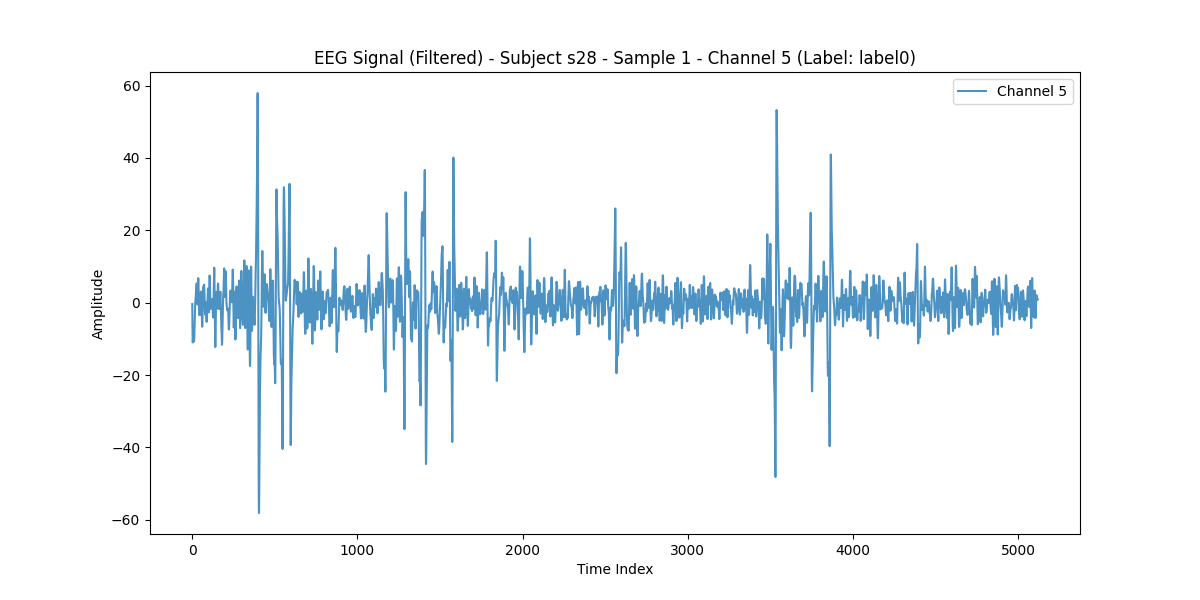 EEG Signal (Filtered) - Subject s28 - Sample 1 - Channel 5 (Label: label0)
Channel 5
60
40
20
0
−20
−40
−60
Amplitude
0 1000 2000 3000 4000 5000
Time Index